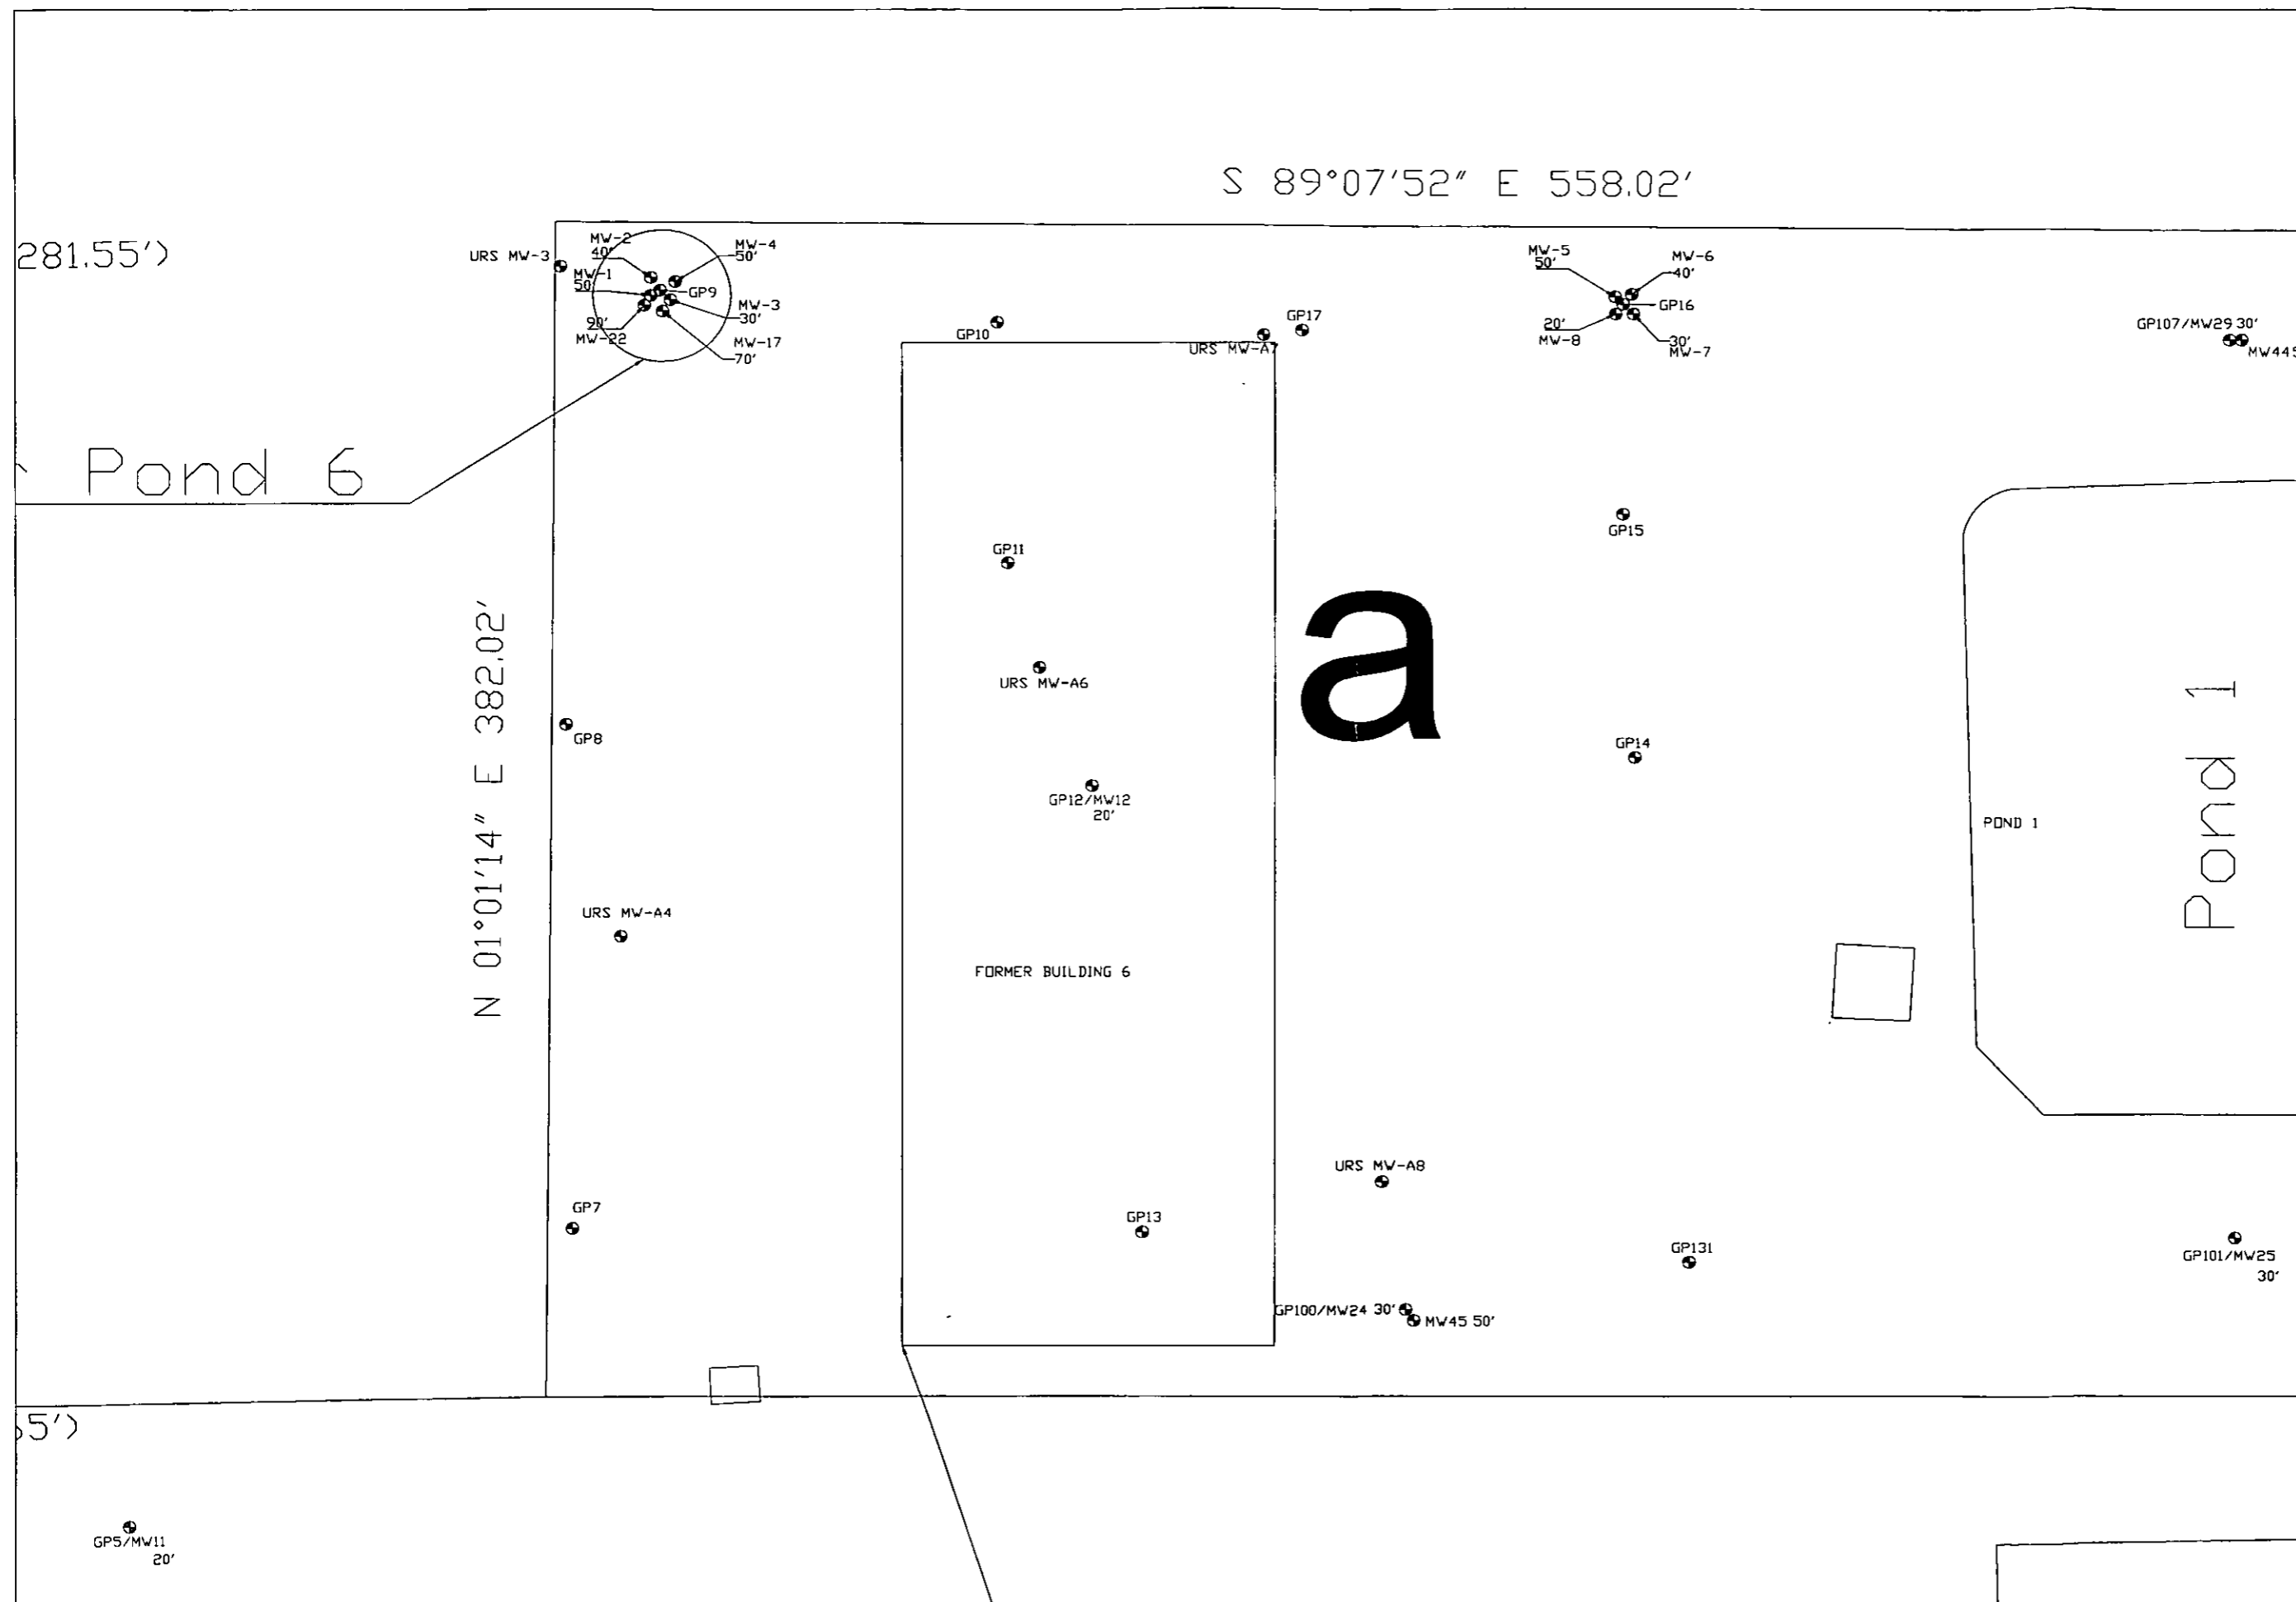 S 89°07'52" E 558.02'
281.55')
URS MW-3
MW-2
40'
MW-4
50'
MW-1
50'
GP9
MW-3
30'
90'
MW-22
MW-17
70'
GP10
URS MW-A7
GP17
MW-5
50'
MW-6
40'
GP16
20'
MW-8
30'
MW-7
GP107/MW29 30'
MW445
Pond 6
GP15
GP11
a
N 01°01'14" E 382.02'
URS MW-A6
GP8
GP14
GP12/MW12
20'
POND 1
Pond 1
URS MW-A4
FORMER BUILDING 6
URS MW-A8
GP7
GP13
GP131
GP101/MW25
30'
GP100/MW24 30'
MW45 50'
5')
GP5/MW11
20'